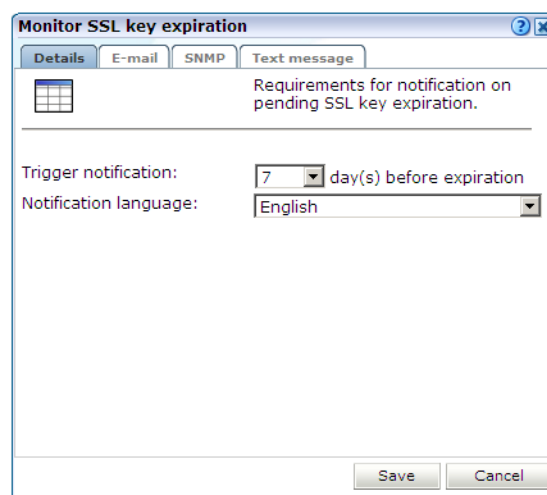 Monitor SSL key expiration
Details E-mail SNMP Text message
Requirements for notification on
pending SSL key expiration.
Trigger notification: 7 day(s) before expiration
Notification language: English
Save Cancel